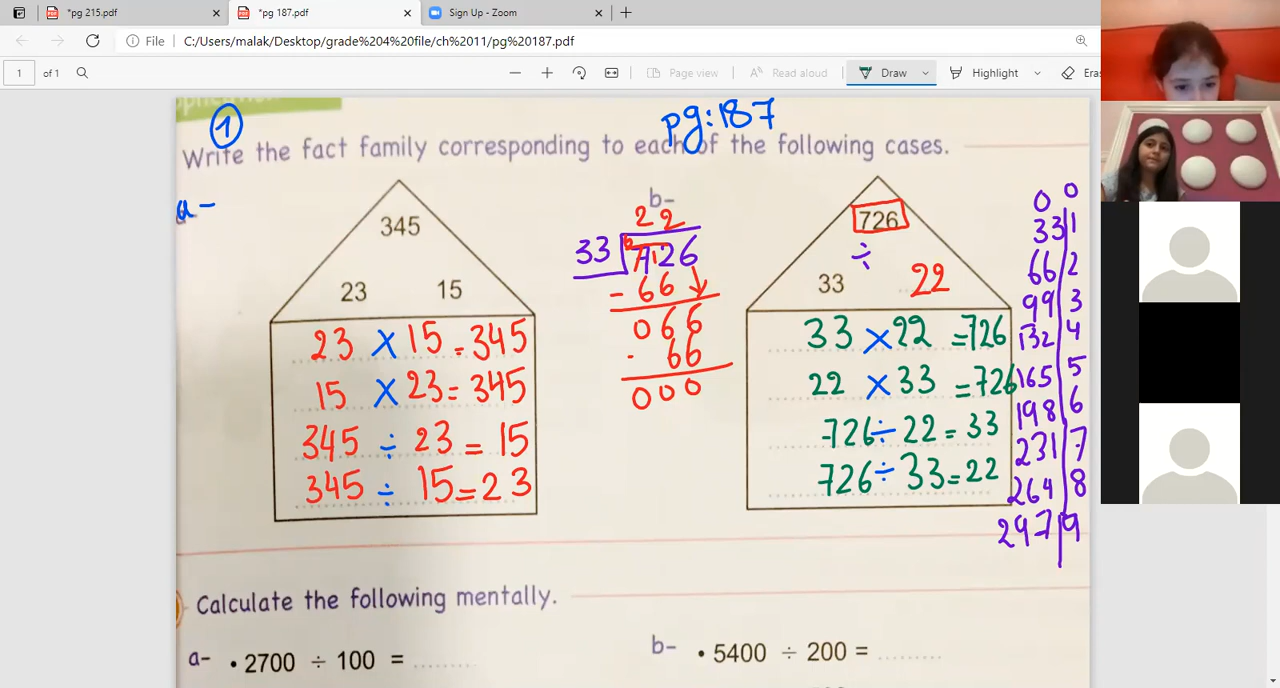 *pg 215.pdf
*pg 187.pdf
Sign Up - Zoom
File C:/Users/malak/Desktop/grade%204%20file/ch%2011/pg%20187.pdf
1 of 1
Page view
Read aloud
Draw
Highlight
Eras
1
pg:187
Write the fact family corresponding to each of the following cases.
a-
345
23 15
23 × 15 = 345
15 × 23 = 345
345 ÷ 23 = 15
345 ÷ 15 = 23
b-
22
33 726
- 66
066
- 66
000
726
÷
33 22
33 × 22 = 726
22 × 33 = 726
726 ÷ 22 = 33
726 ÷ 33 = 22
0 0
33 1
66 2
99 3
132 4
165 5
198 6
231 7
264 8
297 9
Calculate the following mentally.
a- • 2700 ÷ 100 = ..........
b- • 5400 ÷ 200 = ..........